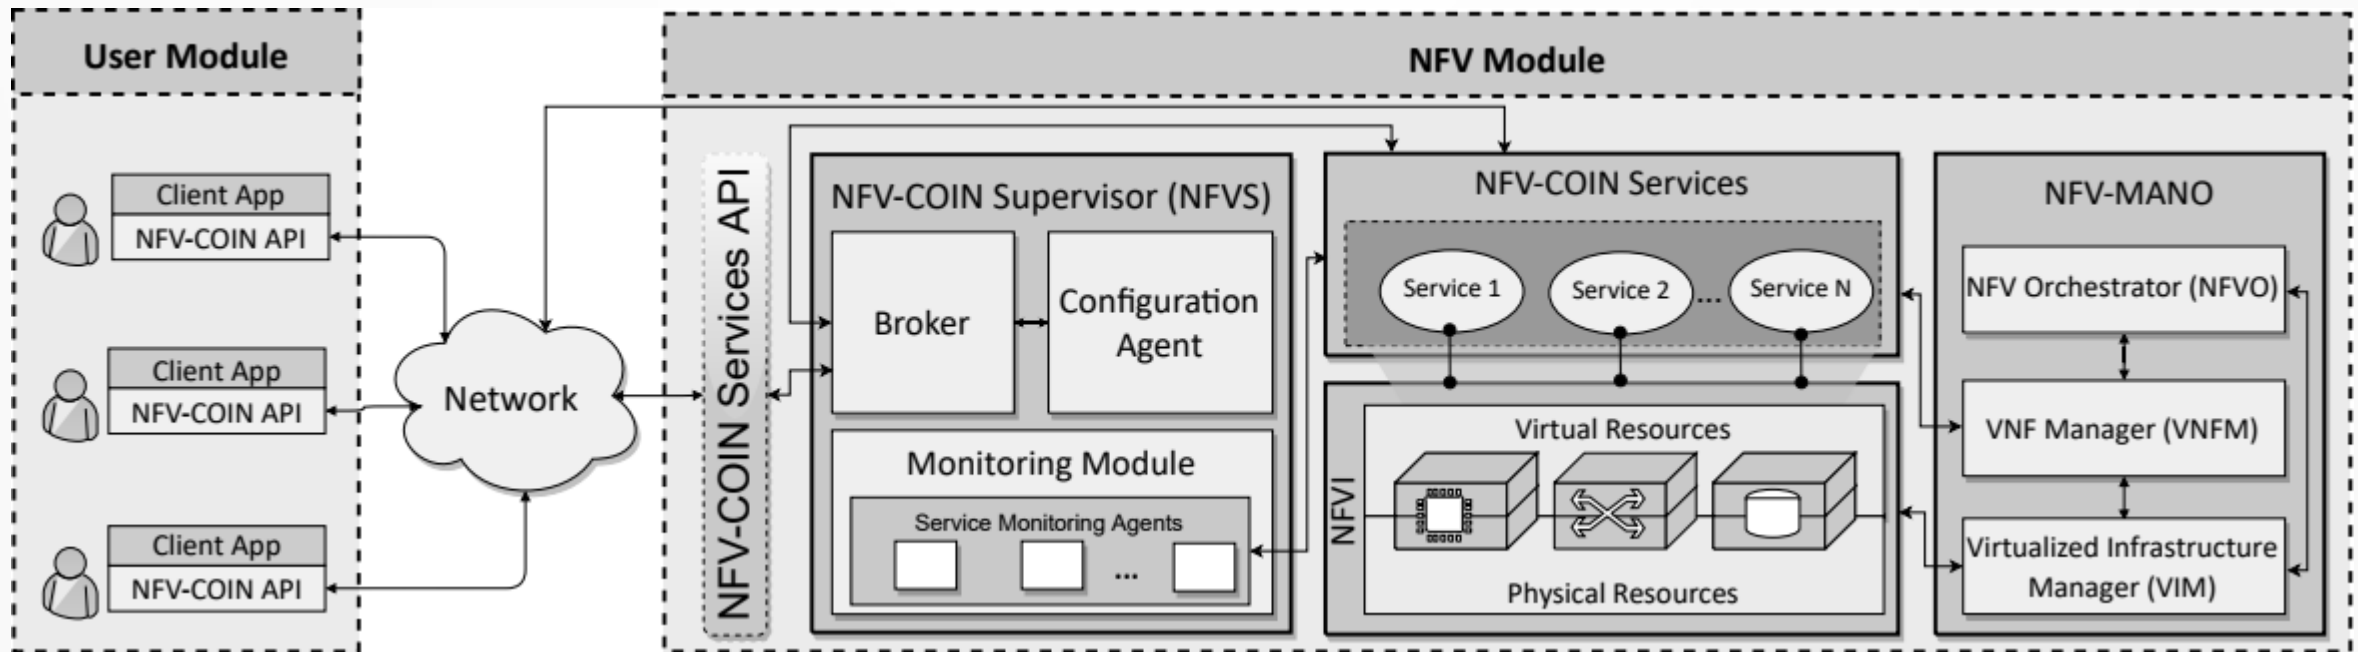 User Module
Client App
NFV-COIN API
Client App
NFV-COIN API
Client App
NFV-COIN API
Network
NFV Module
NFV-COIN Services API
NFV-COIN Supervisor (NFVS)
Broker
Configuration
Agent
Monitoring Module
Service Monitoring Agents
...
NFV-COIN Services
Service 1
Service 2
...
Service N
NFVI
Virtual Resources
Physical Resources
NFV-MANO
NFV Orchestrator (NFVO)
VNF Manager (VNFM)
Virtualized Infrastructure
Manager (VIM)